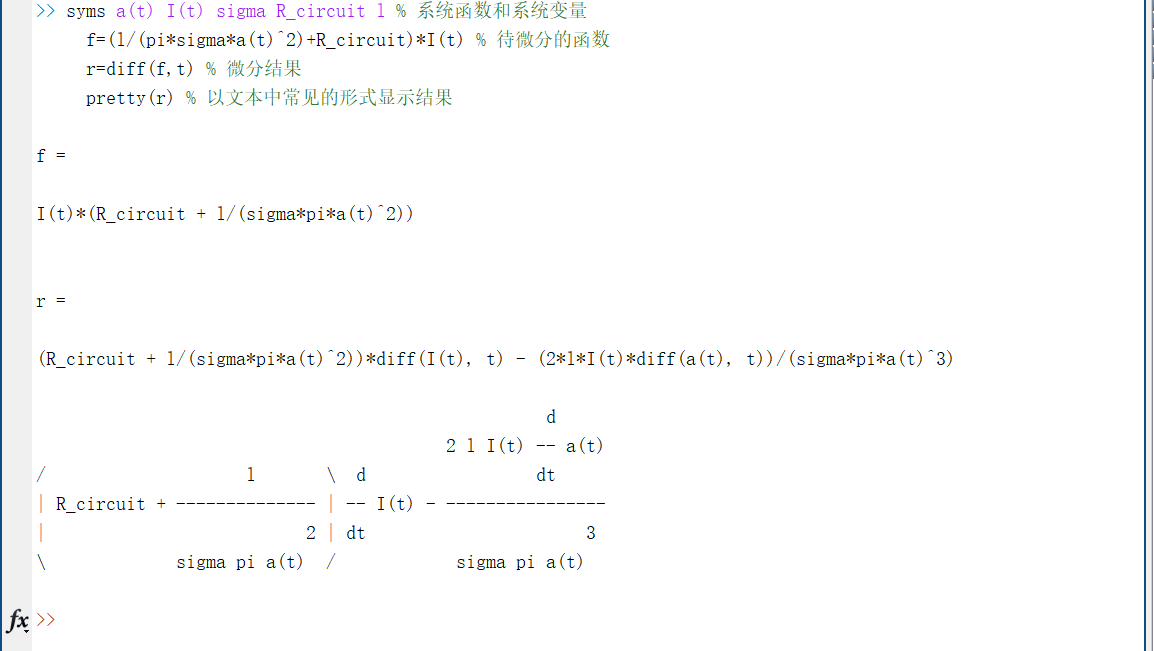 >> syms a(t) I(t) sigma R_circuit l % 系统函数和系统变量
f=(l/(pi*sigma*a(t)^2)+R_circuit)*I(t) % 待微分的函数
r=diff(f,t) % 微分结果
pretty(r) % 以文本中常见的形式显示结果
f =
I(t)*(R_circuit + l/(sigma*pi*a(t)^2))
r =
(R_circuit + l/(sigma*pi*a(t)^2))*diff(I(t), t) - (2*l*I(t)*diff(a(t), t))/(sigma*pi*a(t)^3)
d
2 l I(t) -- a(t)
/ l \ d dt
| R_circuit + -------------- | -- I(t) - ----------------
| 2 | dt 3
\ sigma pi a(t) / sigma pi a(t)
fx >>